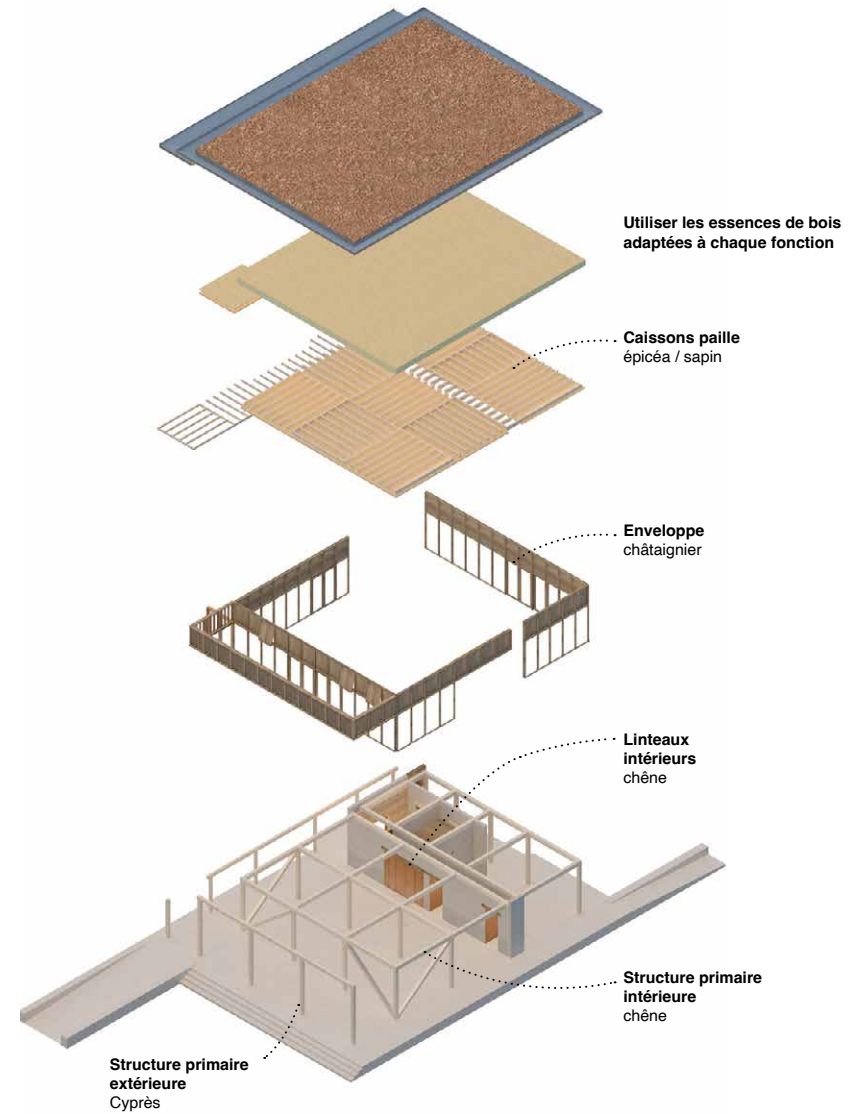 Utiliser les essences de bois
adaptées à chaque fonction
Caissons paille
épicéa / sapin
Enveloppe
châtaignier
Linteaux
intérieurs
chêne
Structure primaire
intérieure
chêne
Structure primaire
extérieure
Cyprès